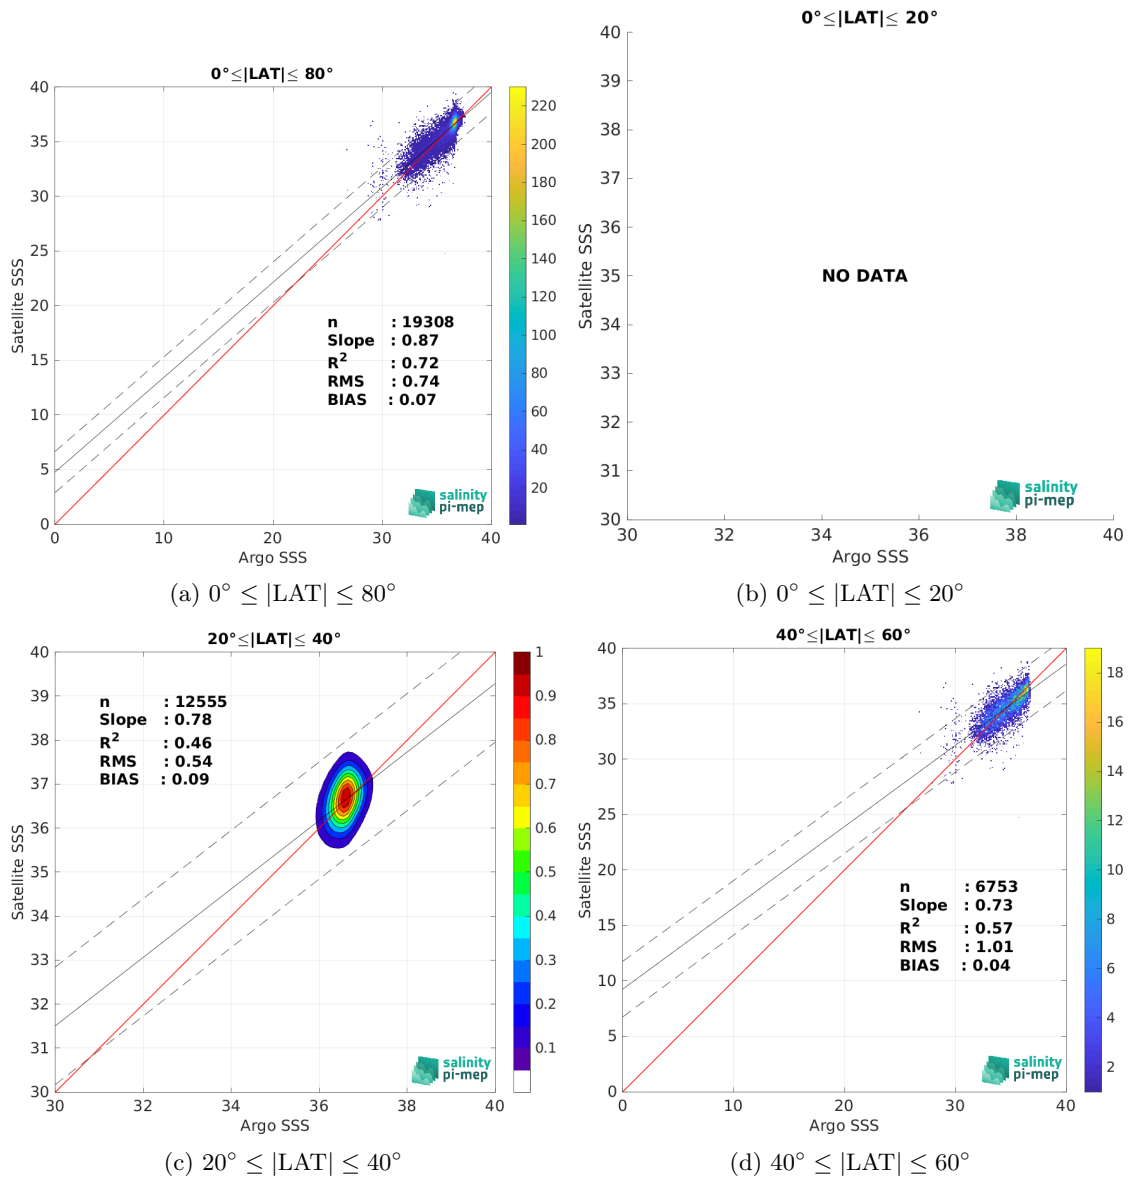 0°≤|LAT|≤ 80°
40
35
30
25
20
15
10
5
0
Satellite SSS
n : 19308
Slope : 0.87
R2 : 0.72
RMS : 0.74
BIAS : 0.07
salinity
pi-mep
0 10 20 30 40
Argo SSS
220
200
180
160
140
120
100
80
60
40
20
(a) 0° ≤ |LAT| ≤ 80°
0°≤|LAT|≤ 20°
40
39
38
37
36
35
34
33
32
31
30
Satellite SSS
NO DATA
salinity
pi-mep
30 32 34 36 38 40
Argo SSS
(b) 0° ≤ |LAT| ≤ 20°
20°≤|LAT|≤ 40°
40
39
38
37
36
35
34
33
32
31
30
Satellite SSS
n : 12555
Slope : 0.78
R2 : 0.46
RMS : 0.54
BIAS : 0.09
salinity
pi-mep
30 32 34 36 38 40
Argo SSS
1
0.9
0.8
0.7
0.6
0.5
0.4
0.3
0.2
0.1
(c) 20° ≤ |LAT| ≤ 40°
40°≤|LAT|≤ 60°
40
35
30
25
20
15
10
5
0
Satellite SSS
n : 6753
Slope : 0.73
R2 : 0.57
RMS : 1.01
BIAS : 0.04
salinity
pi-mep
0 10 20 30 40
Argo SSS
18
16
14
12
10
8
6
4
2
(d) 40° ≤ |LAT| ≤ 60°